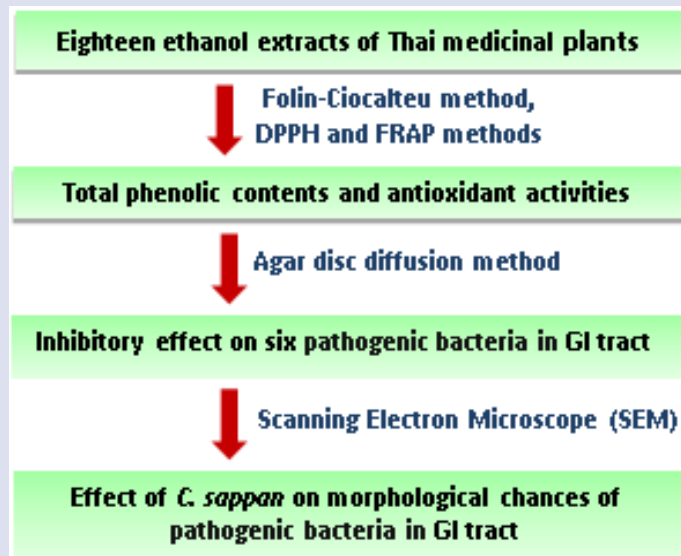 Eighteen ethanol extracts of Thai medicinal plants
Folin-Ciocalteu method,
DPPH and FRAP methods
Total phenolic contents and antioxidant activities
Agar disc diffusion method
Inhibitory effect on six pathogenic bacteria in GI tract
Scanning Electron Microscope (SEM)
Effect of C. sappan on morphological chances of
pathogenic bacteria in GI tract